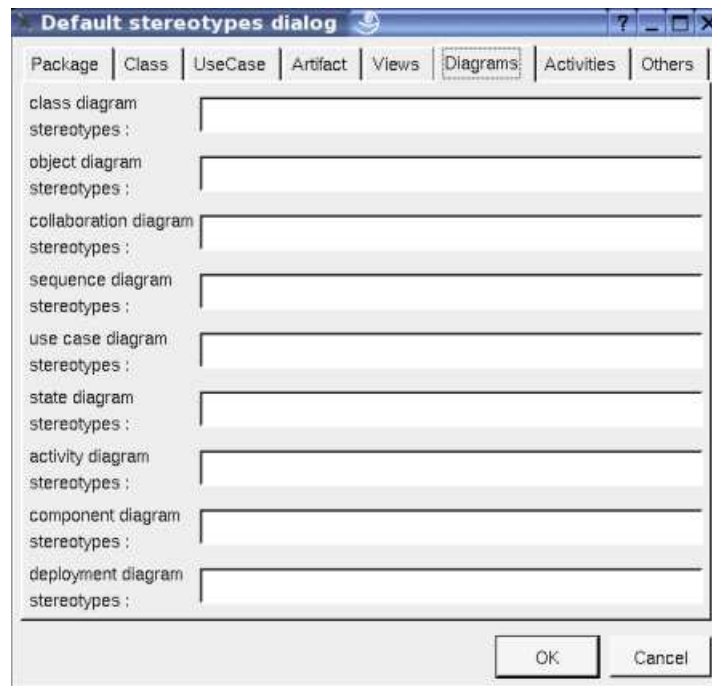 Default stereotypes dialog ?
Package Class UseCase Artifact Views Diagrams Activities Others
class diagram
stereotypes :
object diagram
stereotypes :
collaboration diagram
stereotypes :
sequence diagram
stereotypes :
use case diagram
stereotypes :
state diagram
stereotypes :
activity diagram
stereotypes :
component diagram
stereotypes :
deployment diagram
stereotypes :
OK Cancel